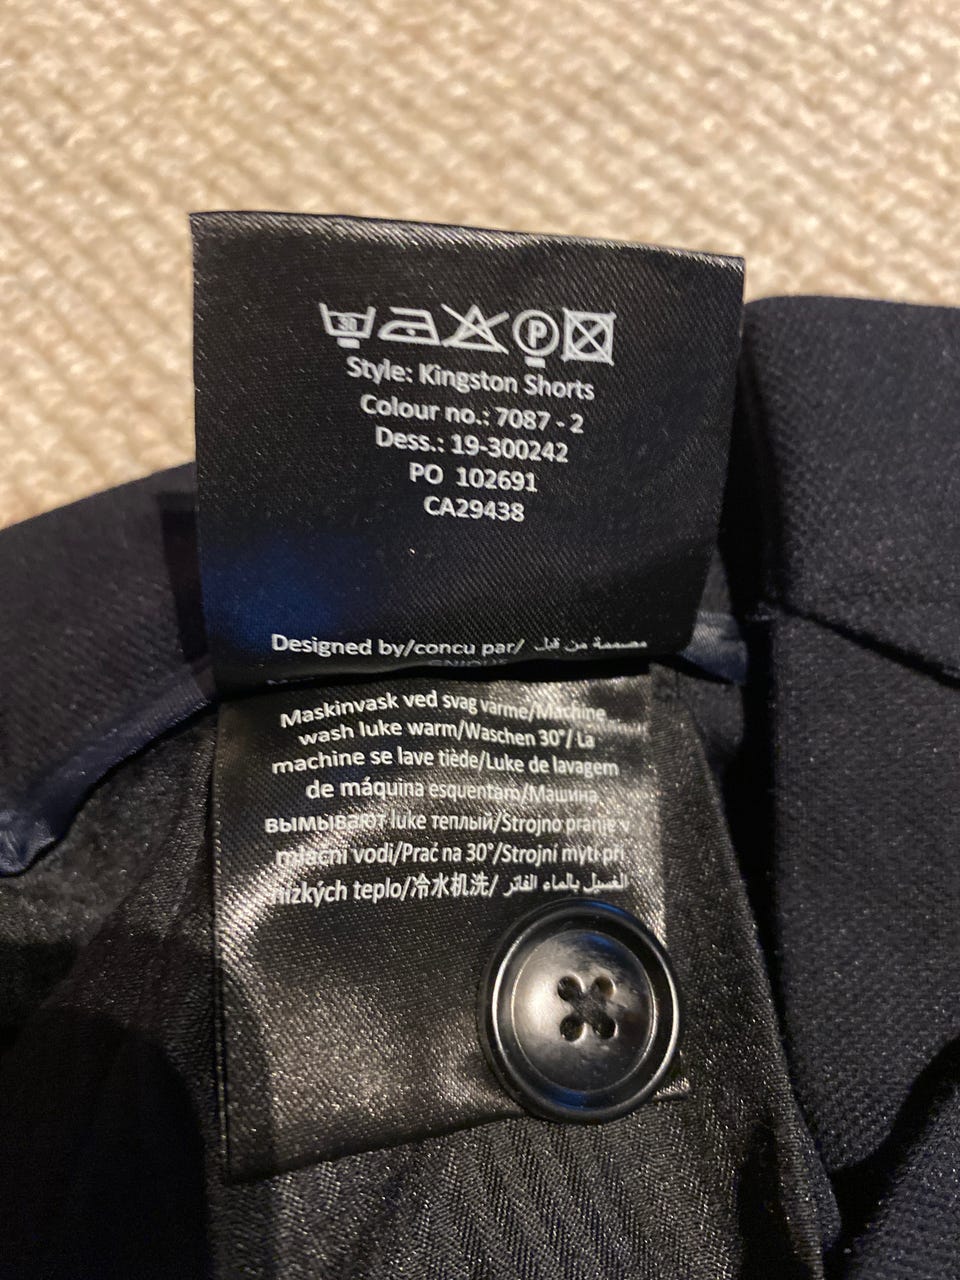 30
P
Style: Kingston Shorts
Colour no.: 7087 - 2
Dess.: 19-300242
PO 102691
CA29438
Designed by/concu par/ مصممة من قبل
Maskinvask ved svag varme/Machine
wash luke warm/Waschen 30°/ La
machine se lave tiède/Luke de lavagem
de máquina esquentam/Машина
вымывают luke теплый/Strojno pranje v
mlacni vodi/Prać na 30°/Strojní mytí při
nízkých teplo/冷水机洗/ الغسيل بالماء الفاتر